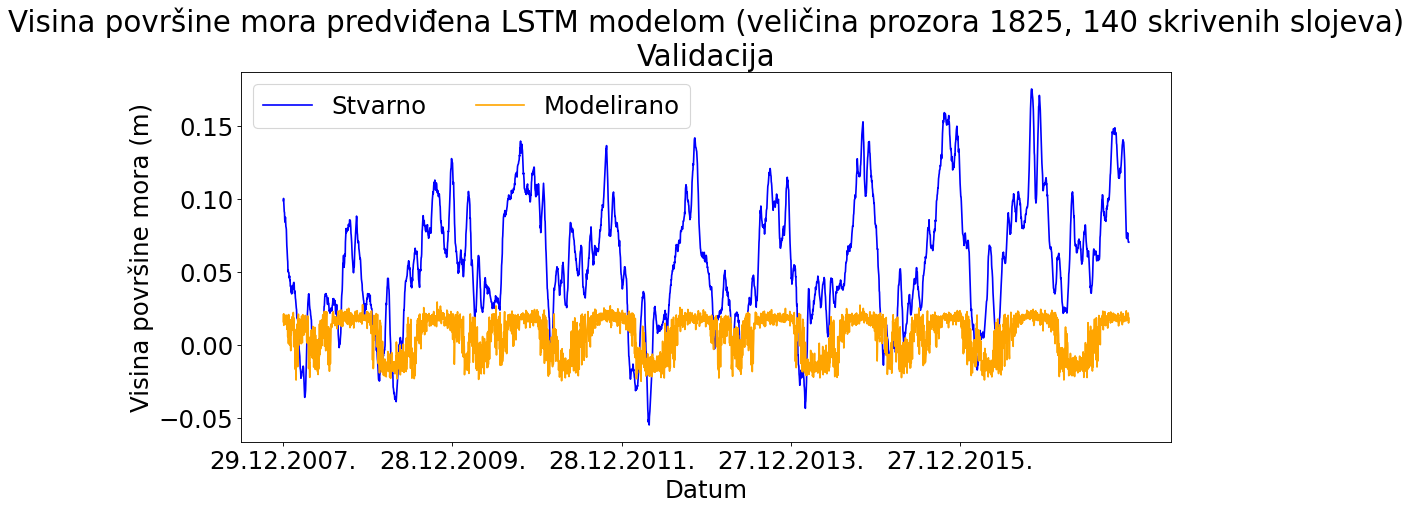 Visina površine mora predviđena LSTM modelom (veličina prozora 1825, 140 skrivenih slojeva)
Validacija
Stvarno Modelirano
Visina površine mora (m)
0.15
0.10
0.05
0.00
−0.05
29.12.2007. 28.12.2009. 28.12.2011. 27.12.2013. 27.12.2015.
Datum